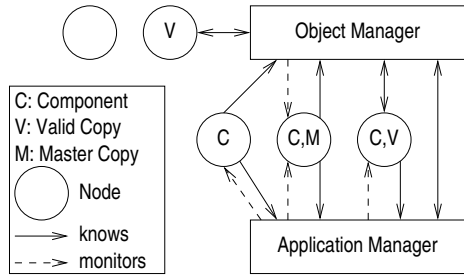 V
Object Manager
C: Component
V: Valid Copy
M: Master Copy
Node
knows
monitors
C
C,M
C,V
Application Manager